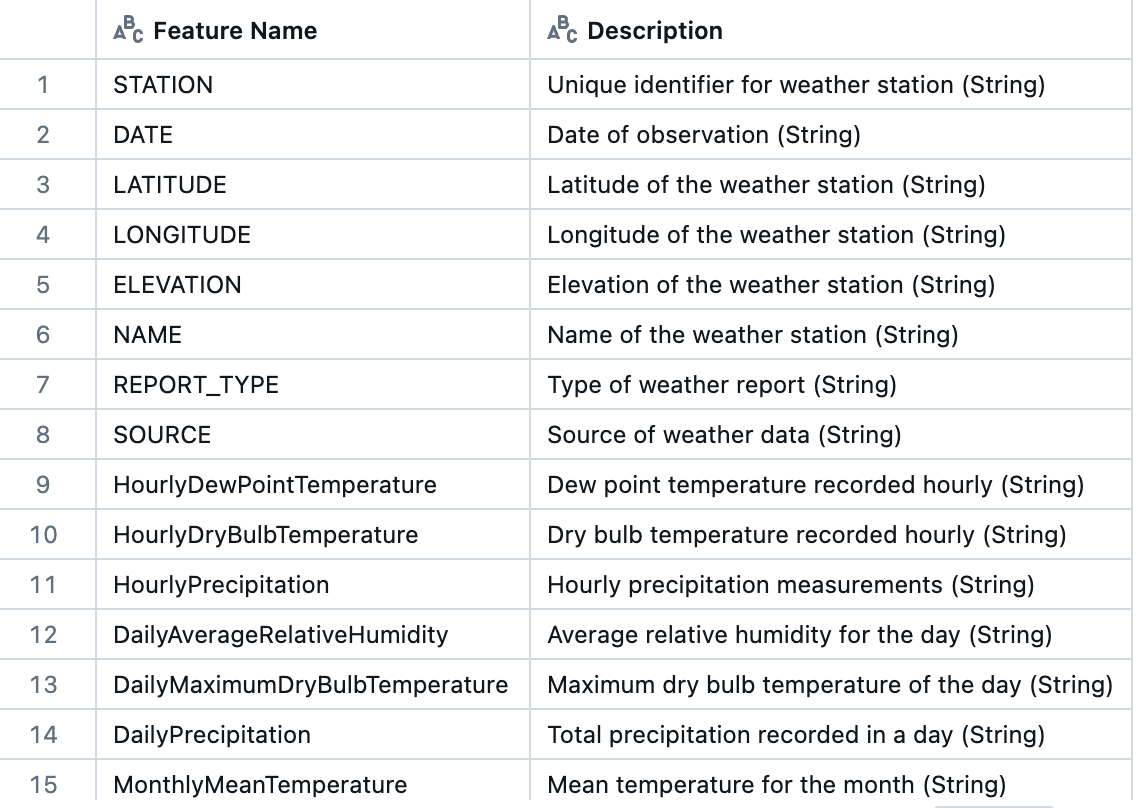 ABC Feature Name ABC Description
1 STATION Unique identifier for weather station (String)
2 DATE Date of observation (String)
3 LATITUDE Latitude of the weather station (String)
4 LONGITUDE Longitude of the weather station (String)
5 ELEVATION Elevation of the weather station (String)
6 NAME Name of the weather station (String)
7 REPORT_TYPE Type of weather report (String)
8 SOURCE Source of weather data (String)
9 HourlyDewPointTemperature Dew point temperature recorded hourly (String)
10 HourlyDryBulbTemperature Dry bulb temperature recorded hourly (String)
11 HourlyPrecipitation Hourly precipitation measurements (String)
12 DailyAverageRelativeHumidity Average relative humidity for the day (String)
13 DailyMaximumDryBulbTemperature Maximum dry bulb temperature of the day (String)
14 DailyPrecipitation Total precipitation recorded in a day (String)
15 MonthlyMeanTemperature Mean temperature for the month (String)